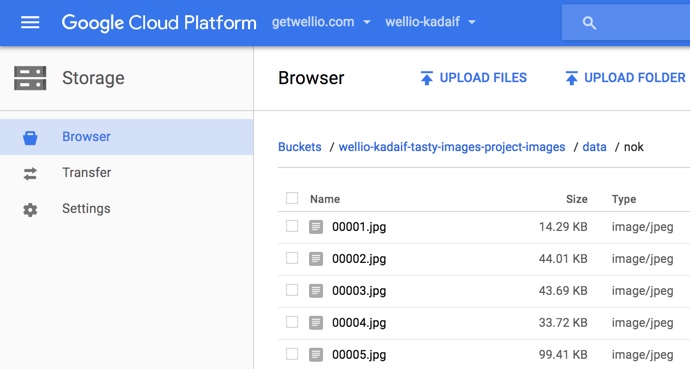 Google Cloud Platform getwellio.com wellio-kadaif
Storage
Browser UPLOAD FILES UPLOAD FOLDER
Browser
Transfer
Settings
Buckets / wellio-kadaif-tasty-images-project-images / data / nok
Name Size Type
00001.jpg 14.29 KB image/jpeg
00002.jpg 44.01 KB image/jpeg
00003.jpg 43.69 KB image/jpeg
00004.jpg 33.72 KB image/jpeg
00005.jpg 99.41 KB image/jpeg